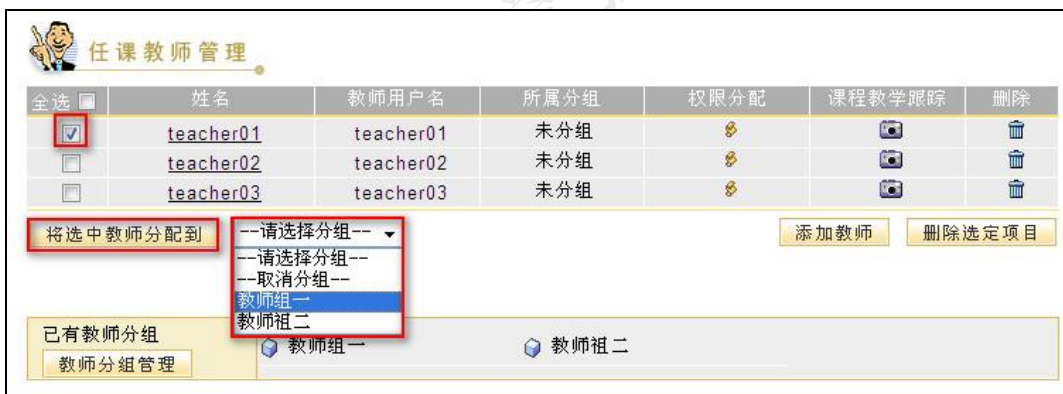 任课教师管理
全选 姓名 教师用户名 所属分组 权限分配 课程教学跟踪 删除
teacher01 teacher01 未分组
teacher02 teacher02 未分组
teacher03 teacher03 未分组
将选中教师分配到 --请选择分组-- 添加教师 删除选定项目
--请选择分组--
--取消分组--
教师组一
教师祖二
已有教师分组
教师分组管理
教师组一 教师祖二